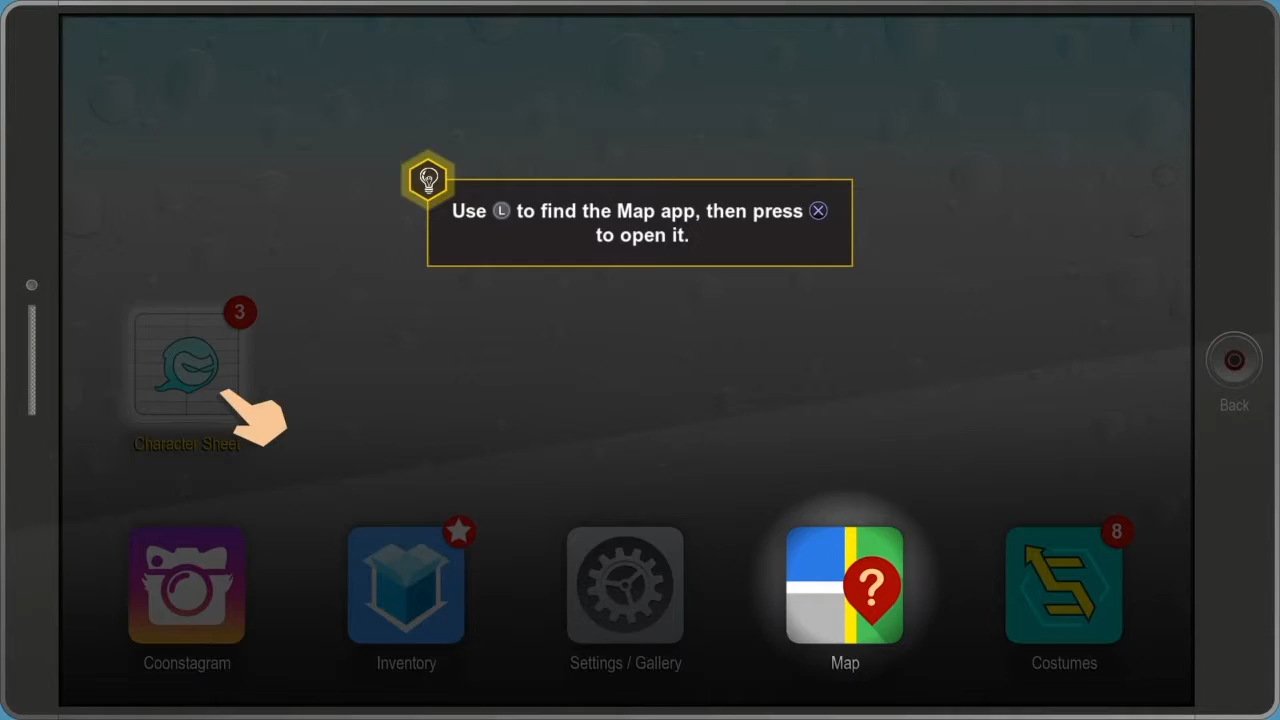 Use L to find the Map app, then press X
to open it.
3
Character Sheet
Back
8
?
Coonstagram
Inventory
Settings / Gallery
Map
Costumes